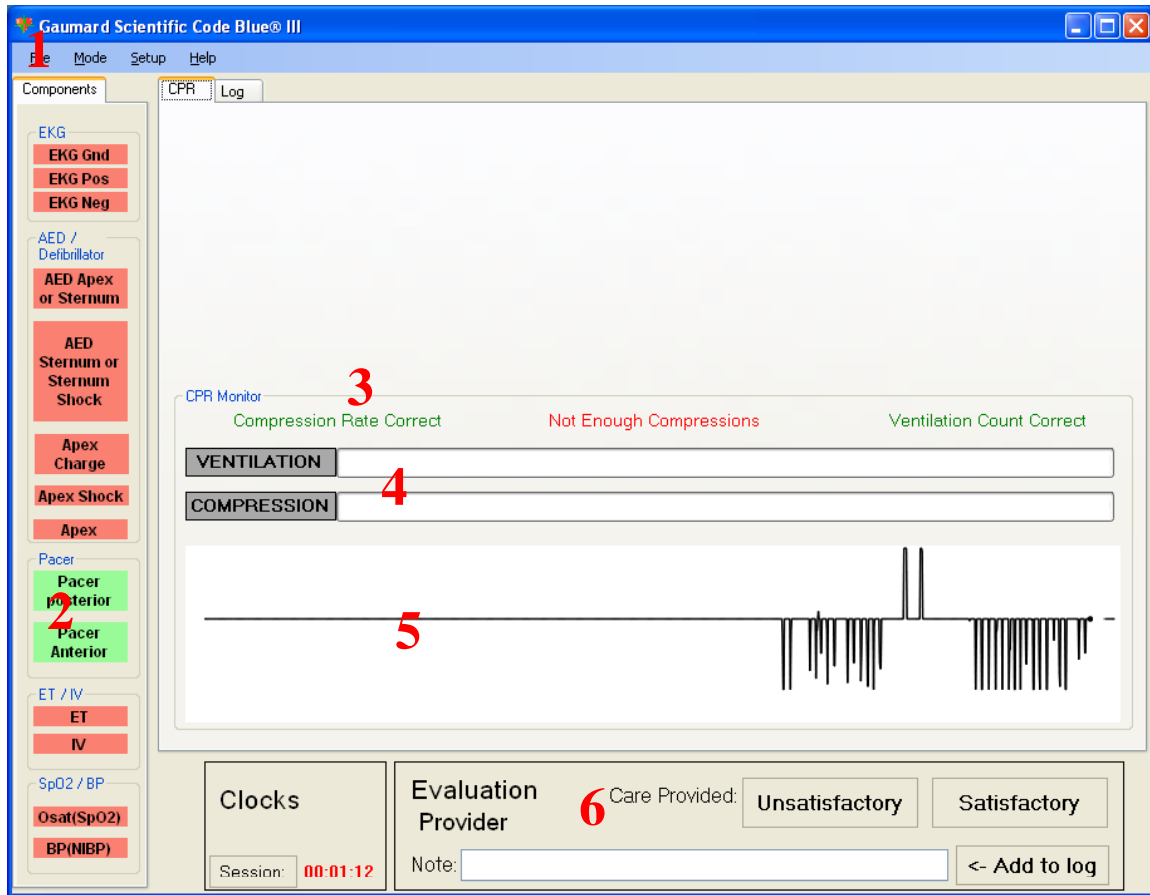 Gaumard Scientific Code Blue® III
1
File Mode Setup Help
Components
CPR Log
EKG
EKG Gnd
EKG Pos
EKG Neg
AED /
Defibrillator
AED Apex
or Sternum
AED
Sternum or
Sternum
Shock
Apex
Charge
Apex Shock
Apex
Pacer
Pacer
posterior
2
Pacer
Anterior
ET / IV
ET
IV
SpO2 / BP
Osat(SpO2)
BP(NIBP)
3
CPR Monitor
Compression Rate Correct Not Enough Compressions Ventilation Count Correct
VENTILATION
4
COMPRESSION
5
Clocks
Session: 00:01:12
Evaluation
Provider
6
Care Provided: Unsatisfactory Satisfactory
Note: <- Add to log